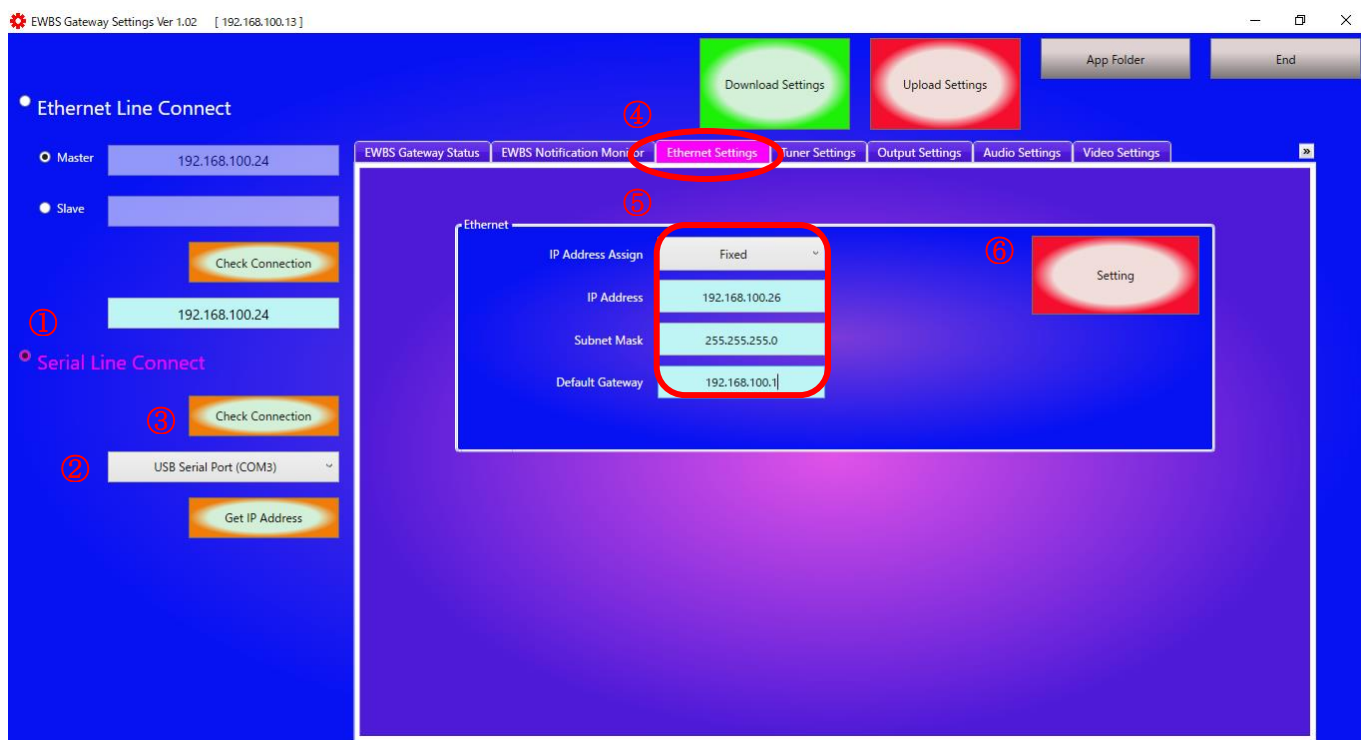 EWBS Gateway Settings Ver 1.02 [ 192.168.100.13 ]
Download Settings
Upload Settings
App Folder
End
Ethernet Line Connect
④
Master
192.168.100.24
EWBS Gateway Status
EWBS Notification Monitor
Ethernet Settings
Tuner Settings
Output Settings
Audio Settings
Video Settings
»
Slave
⑤
Ethernet
Check Connection
IP Address Assign
Fixed
⑥
Setting
IP Address
192.168.100.26
192.168.100.24
①
Subnet Mask
255.255.255.0
Serial Line Connect
Default Gateway
192.168.100.1
③
Check Connection
②
USB Serial Port (COM3)
Get IP Address